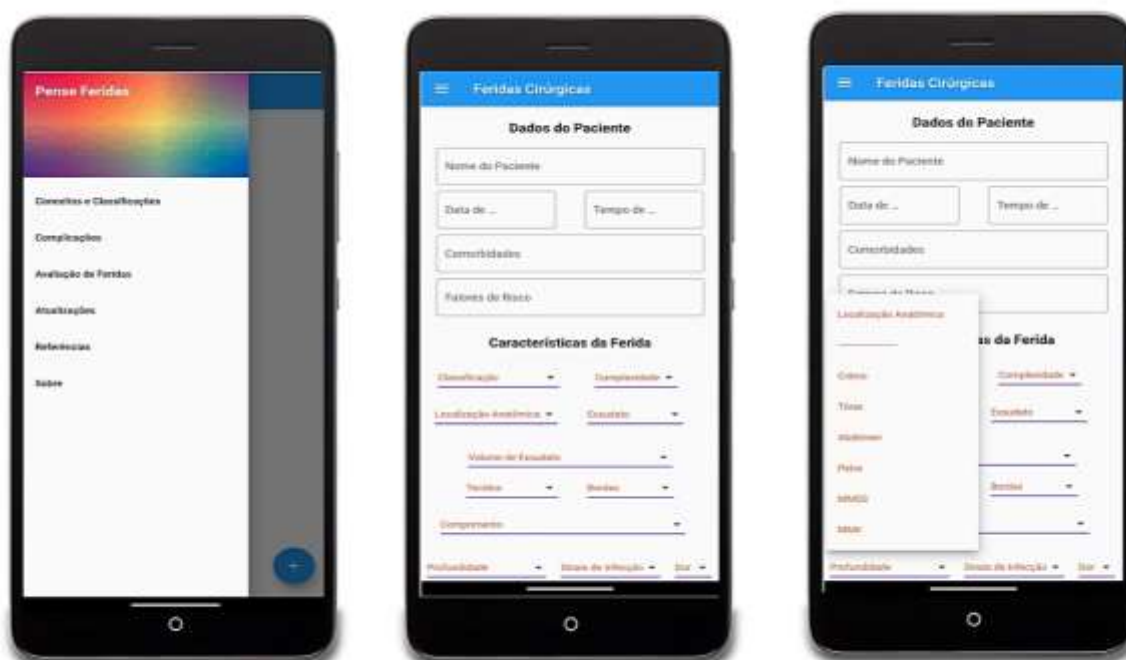 Pense Feridas
Conceitos e Classificações
Complicações
Avaliação de Feridas
Atualizações
Referências
Sobre
Feridas Cirúrgicas
Dados do Paciente
Nome do Paciente
Data de ... Tempo de ...
Comorbidades
Fatores de Risco
Características da Ferida
Classificação Complexidade
Localização Anatômica Exsudato
Volume de Exsudato
Tecidos Bordas
Comprimento
Profundidade Sinais de Infecção Dor
Feridas Cirúrgicas
Dados do Paciente
Nome do Paciente
Data de ... Tempo de ...
Comorbidades
Fatores de Risco
Localização Anatômica
as da Ferida
Crânio Complexidade
Tórax Exsudato
Abdômen
Pelve Bordas
MMSS
MMII
Profundidade Sinais de Infecção Dor